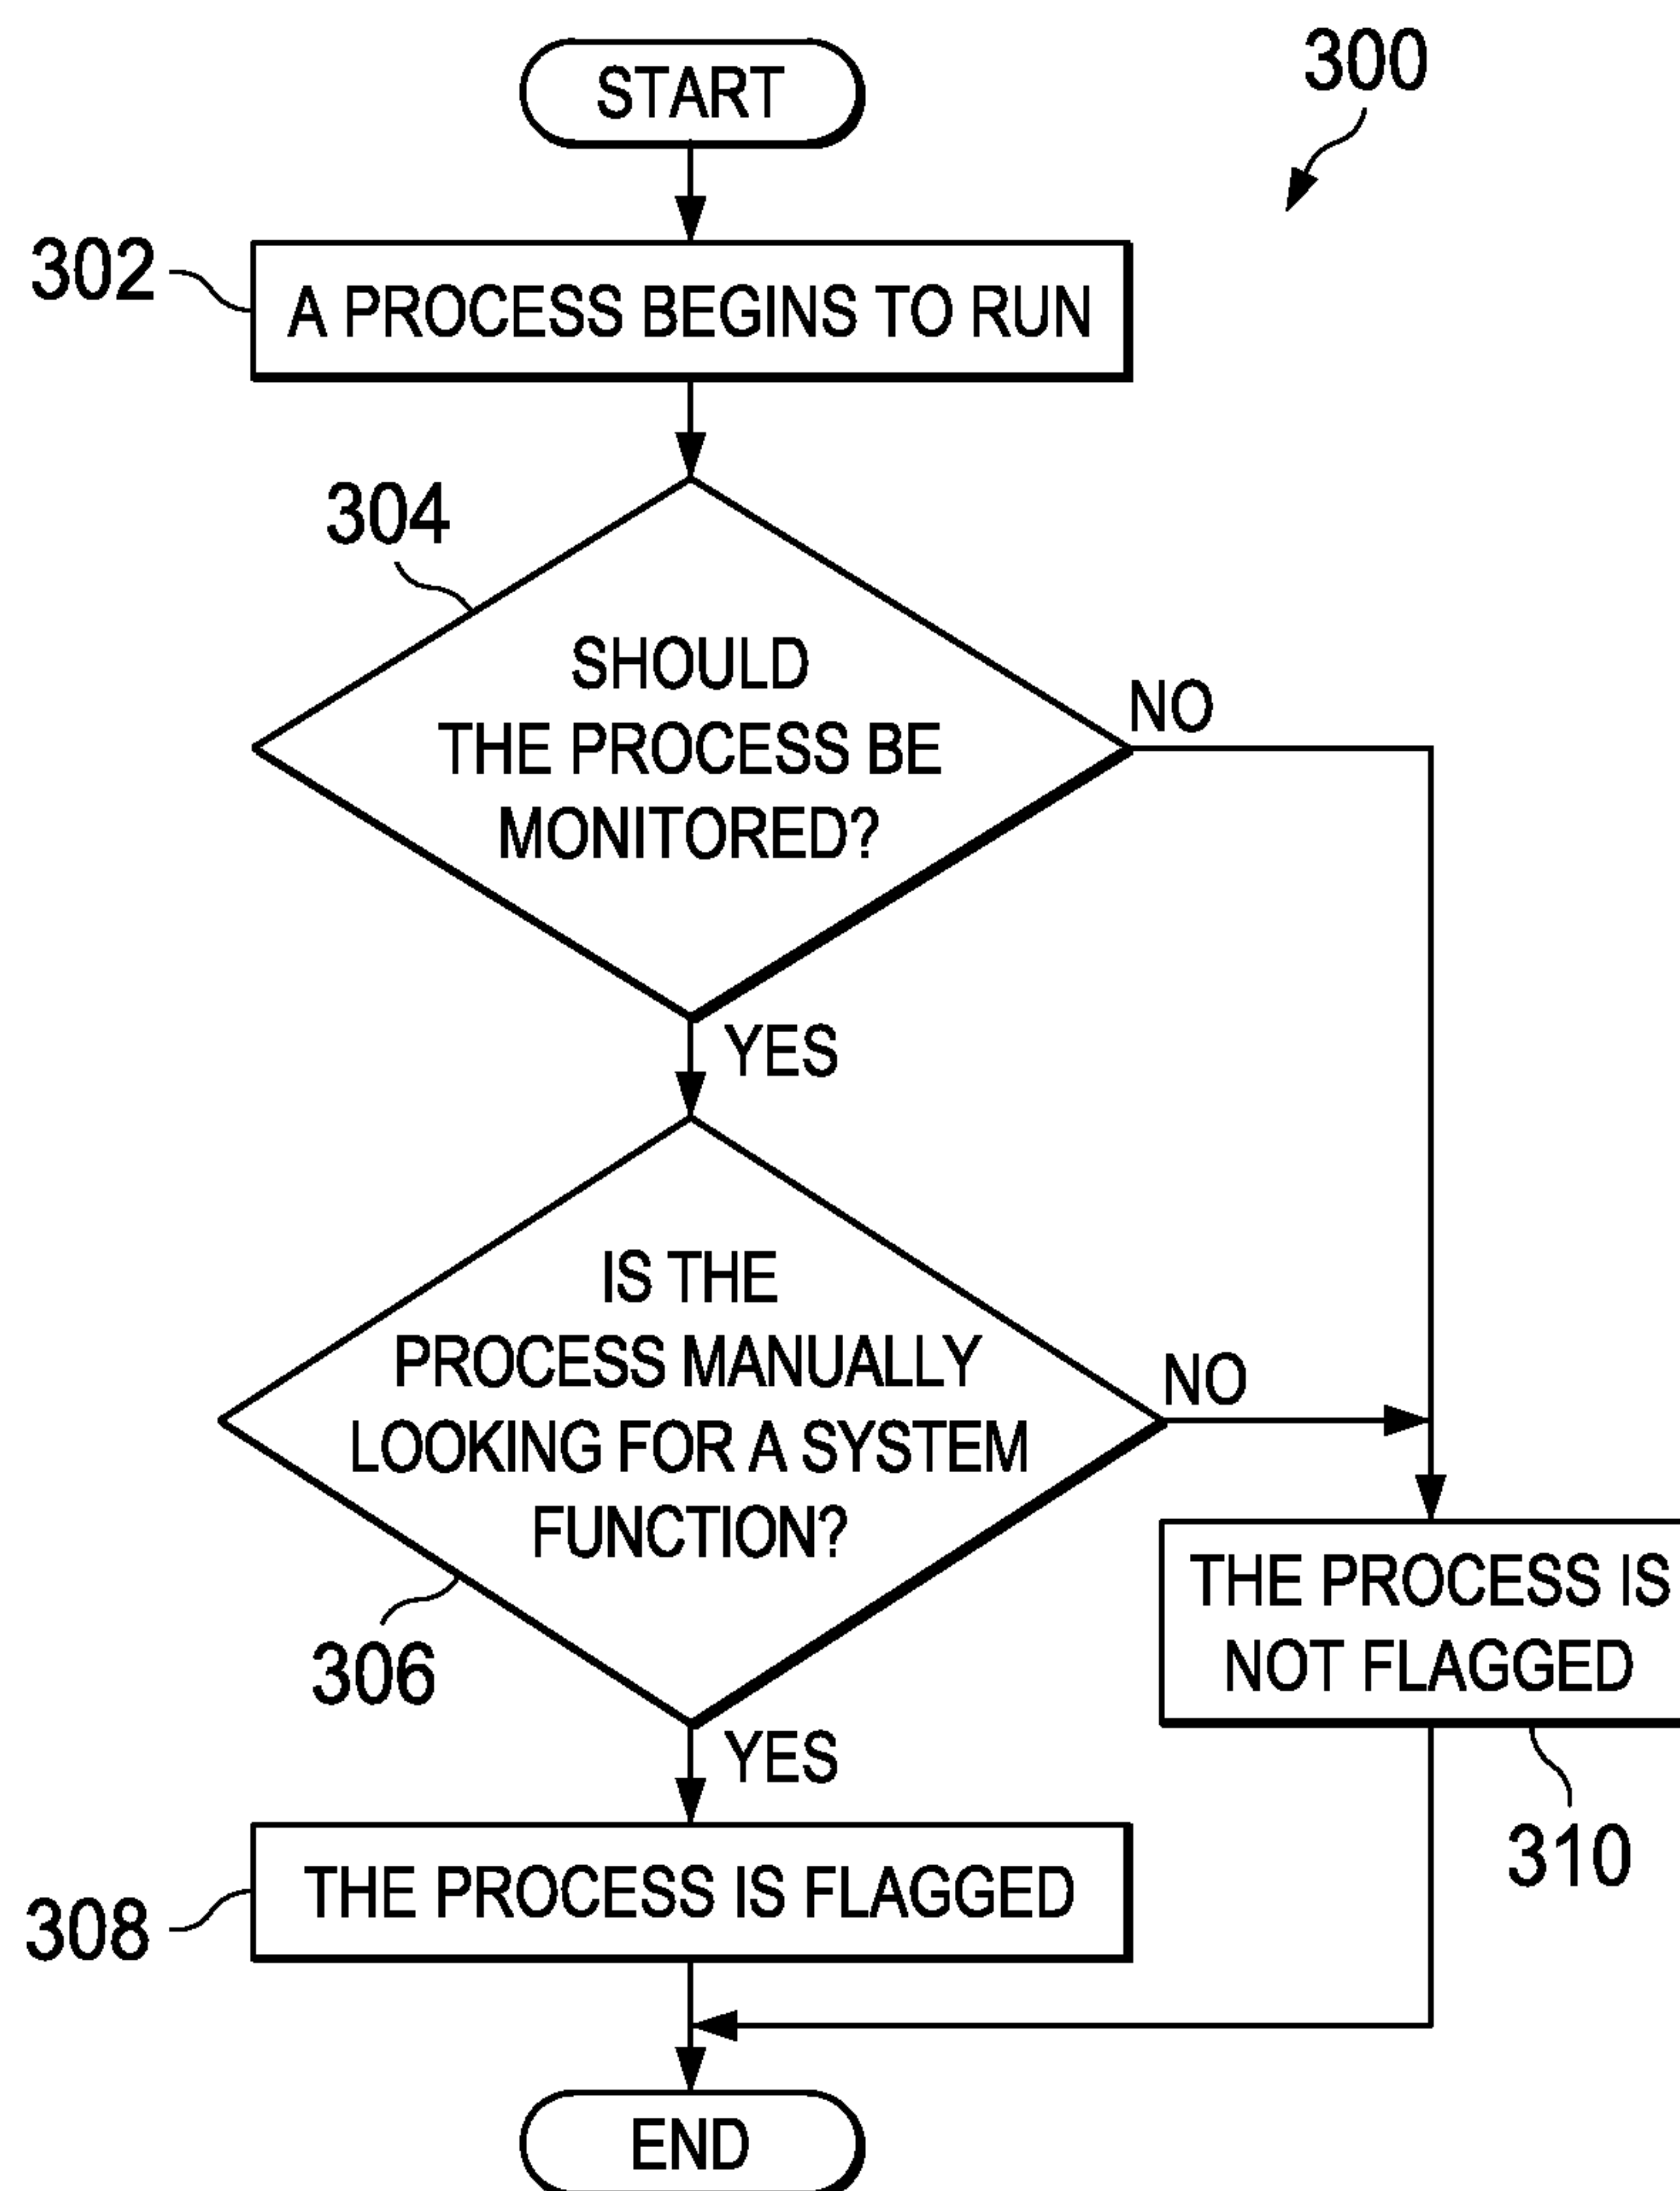 START
300
302
A PROCESS BEGINS TO RUN
304
SHOULD
THE PROCESS BE
MONITORED?
NO
YES
IS THE
PROCESS MANUALLY
LOOKING FOR A SYSTEM
FUNCTION?
NO
306
THE PROCESS IS
NOT FLAGGED
YES
310
THE PROCESS IS FLAGGED
308
END